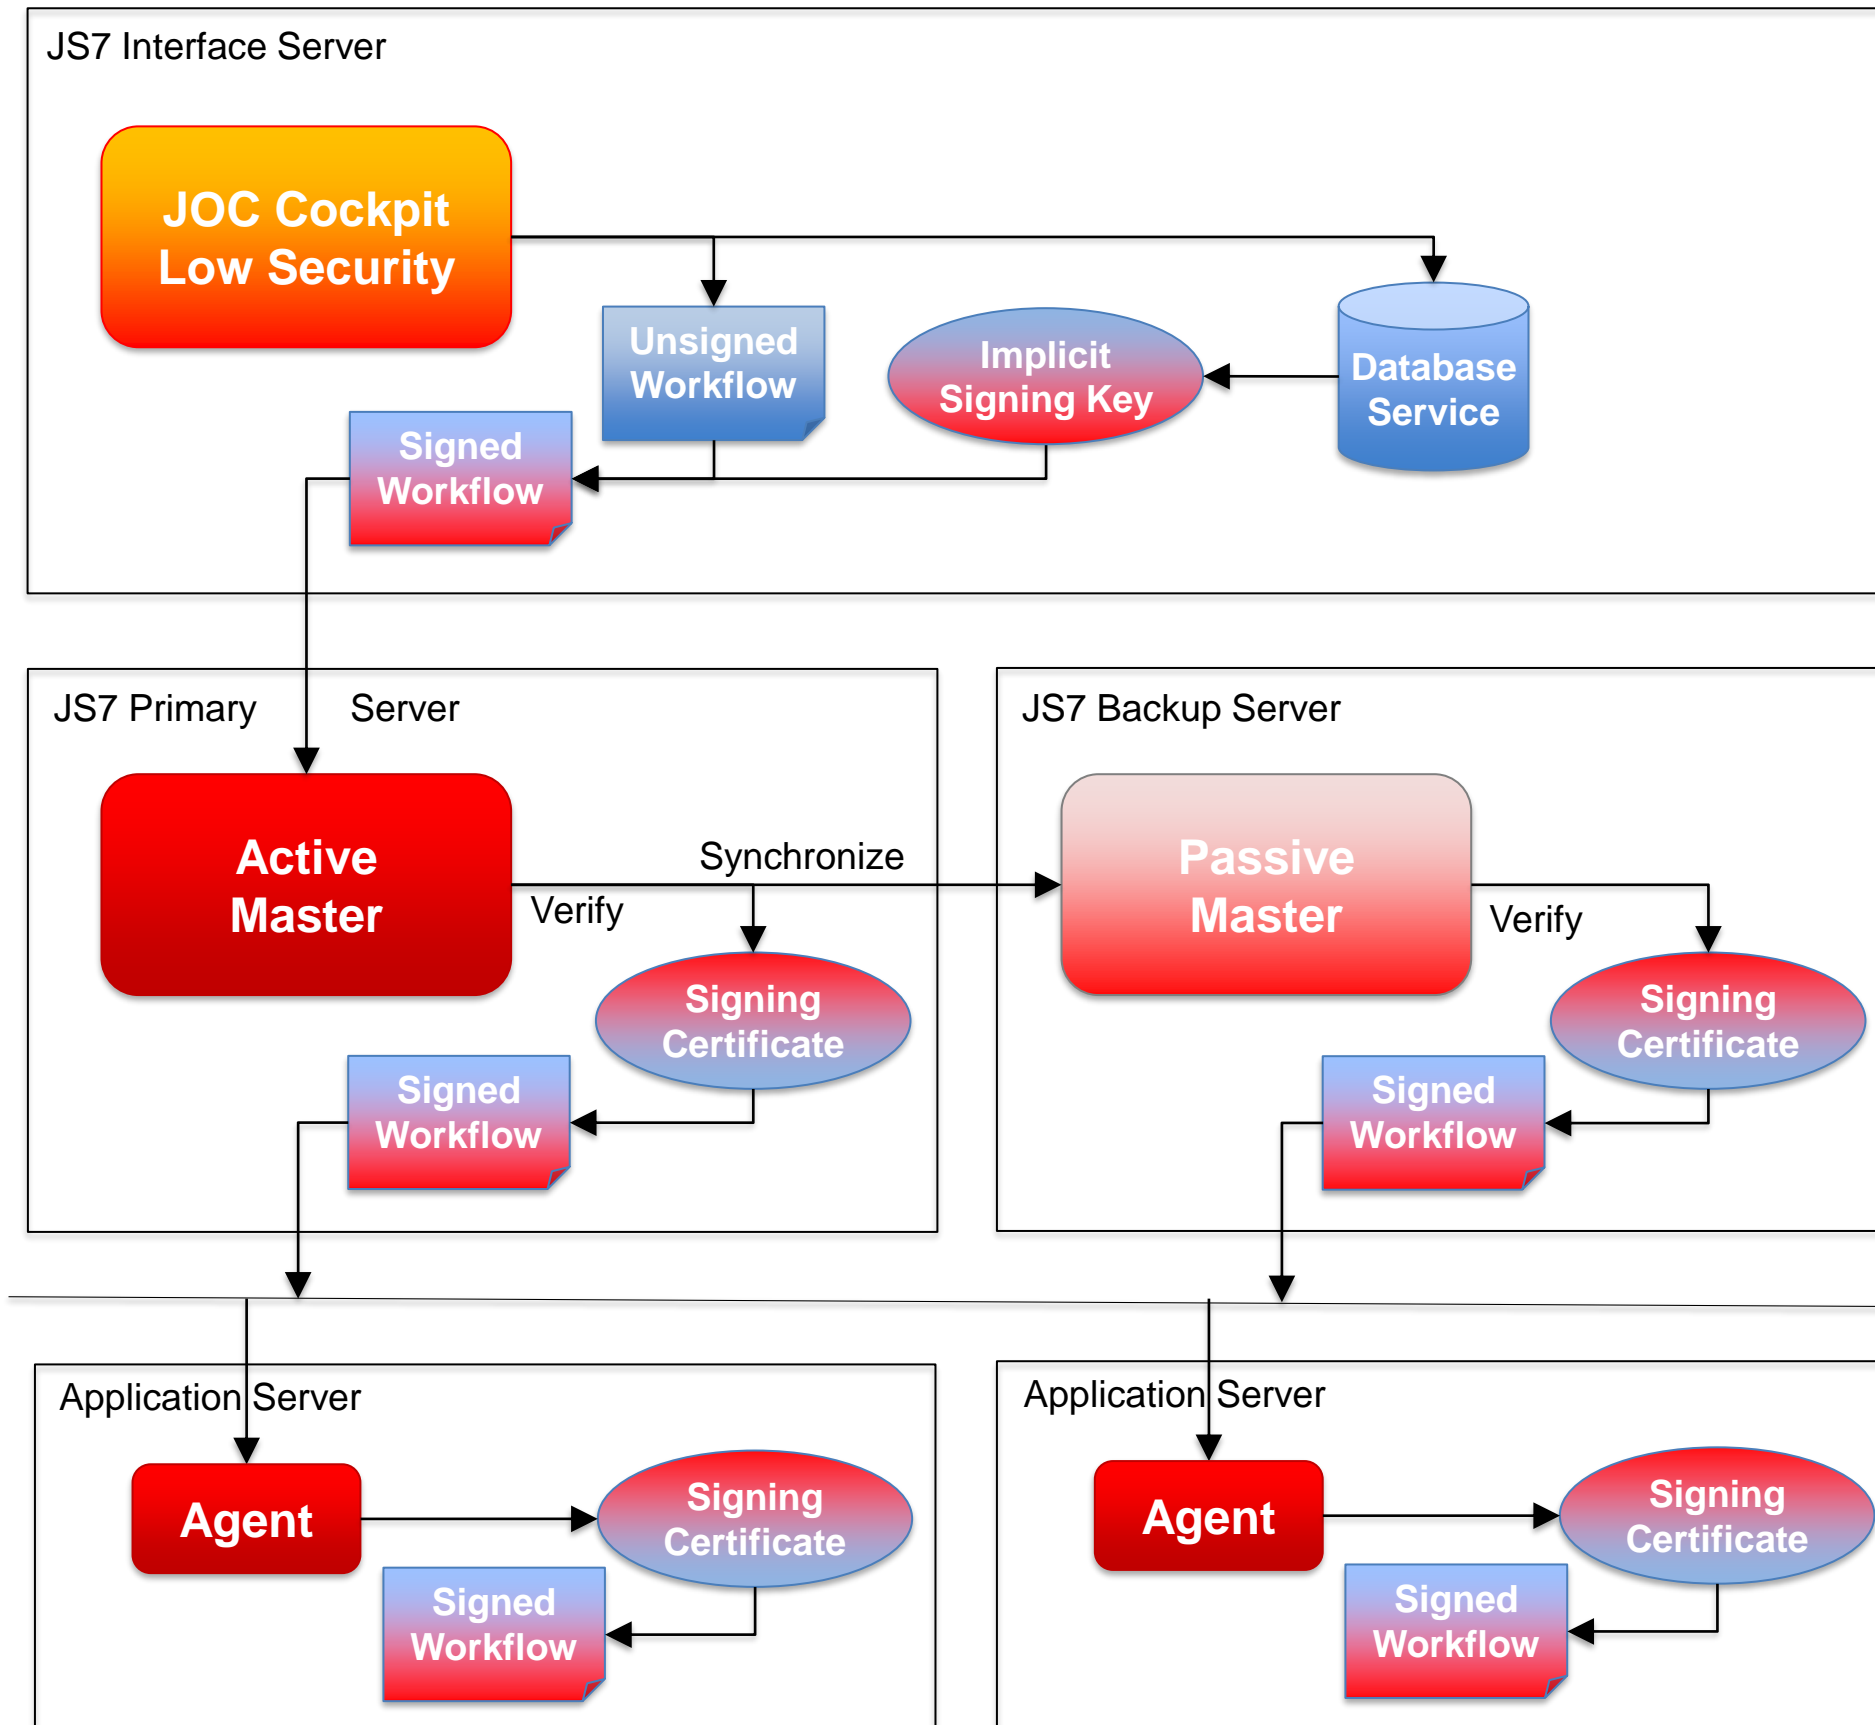 JS7 Interface Server
JOC Cockpit
Low Security
Unsigned
Workflow
Implicit
Signing Key
Database
Service
Signed
Workflow
JS7 Primary Server
JS7 Backup Server
Active
Master
Synchronize
Verify
Passive
Master
Verify
Signing
Certificate
Signed
Workflow
Signing
Certificate
Signed
Workflow
Application Server
Agent
Signing
Certificate
Signed
Workflow
Application Server
Agent
Signing
Certificate
Signed
Workflow